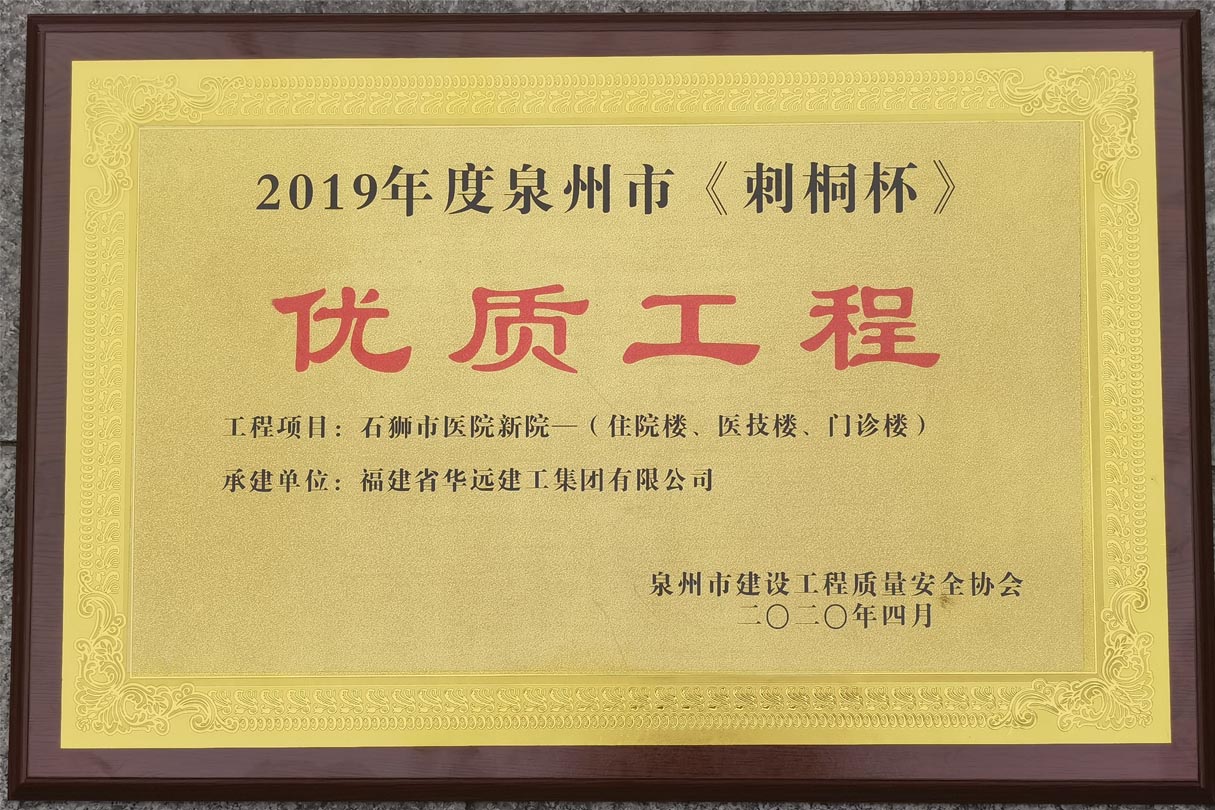 2019年度泉州市《刺桐杯》
优质工程
工程项目：石狮市医院新院—（住院楼、医技楼、门诊楼）
承建单位：福建省华远建工集团有限公司
泉州市建设工程质量安全协会
二〇二〇年四月